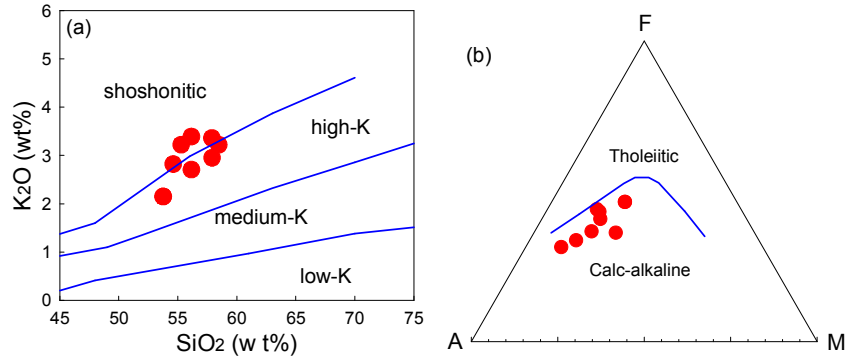 (a)
6
5
4
3
2
1
0
K2O (wt%)
shoshonitic
high-K
medium-K
low-K
45 50 55 60 65 70 75
SiO2 (w t%)
(b)
F
Tholeiitic
Calc-alkaline
A
M